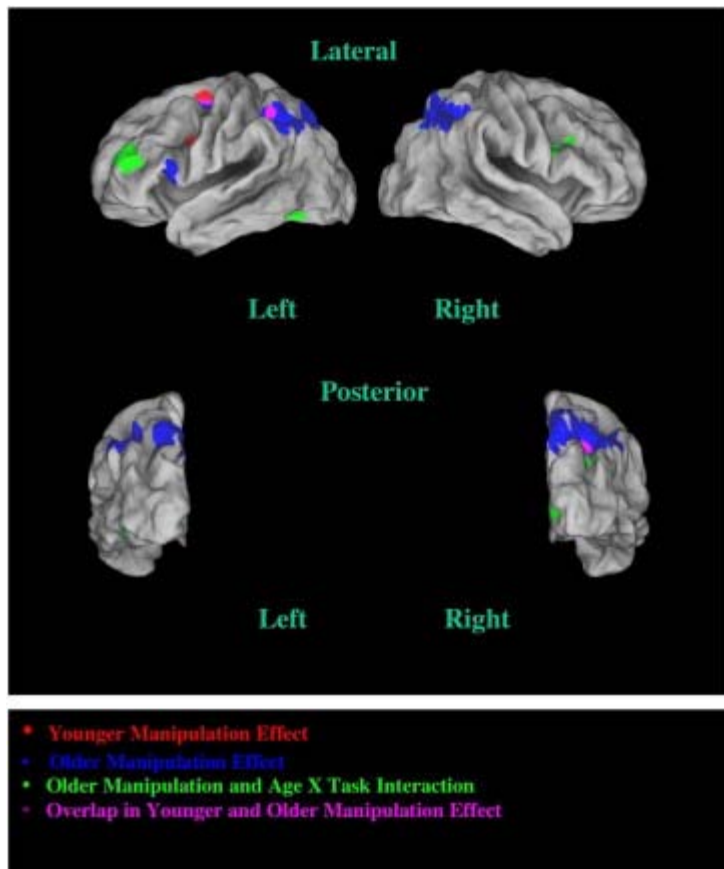 Lateral
Left Right
Posterior
Left Right
Younger Manipulation Effect
Older Manipulation Effect
Older Manipulation and Age X Task Interaction
Overlap in Younger and Older Manipulation Effect